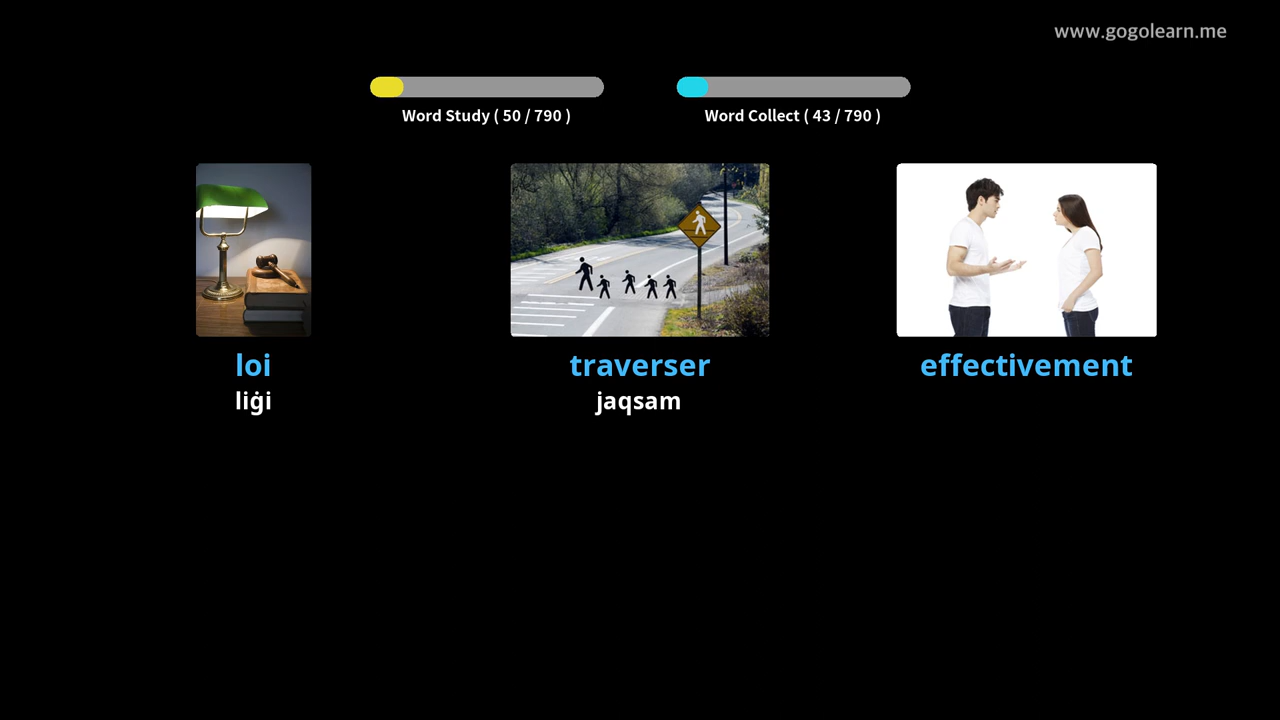 www.gogolearn.me
Word Study ( 50 / 790 )
Word Collect ( 43 / 790 )
loi
liġi
traverser
jaqsam
effectivement